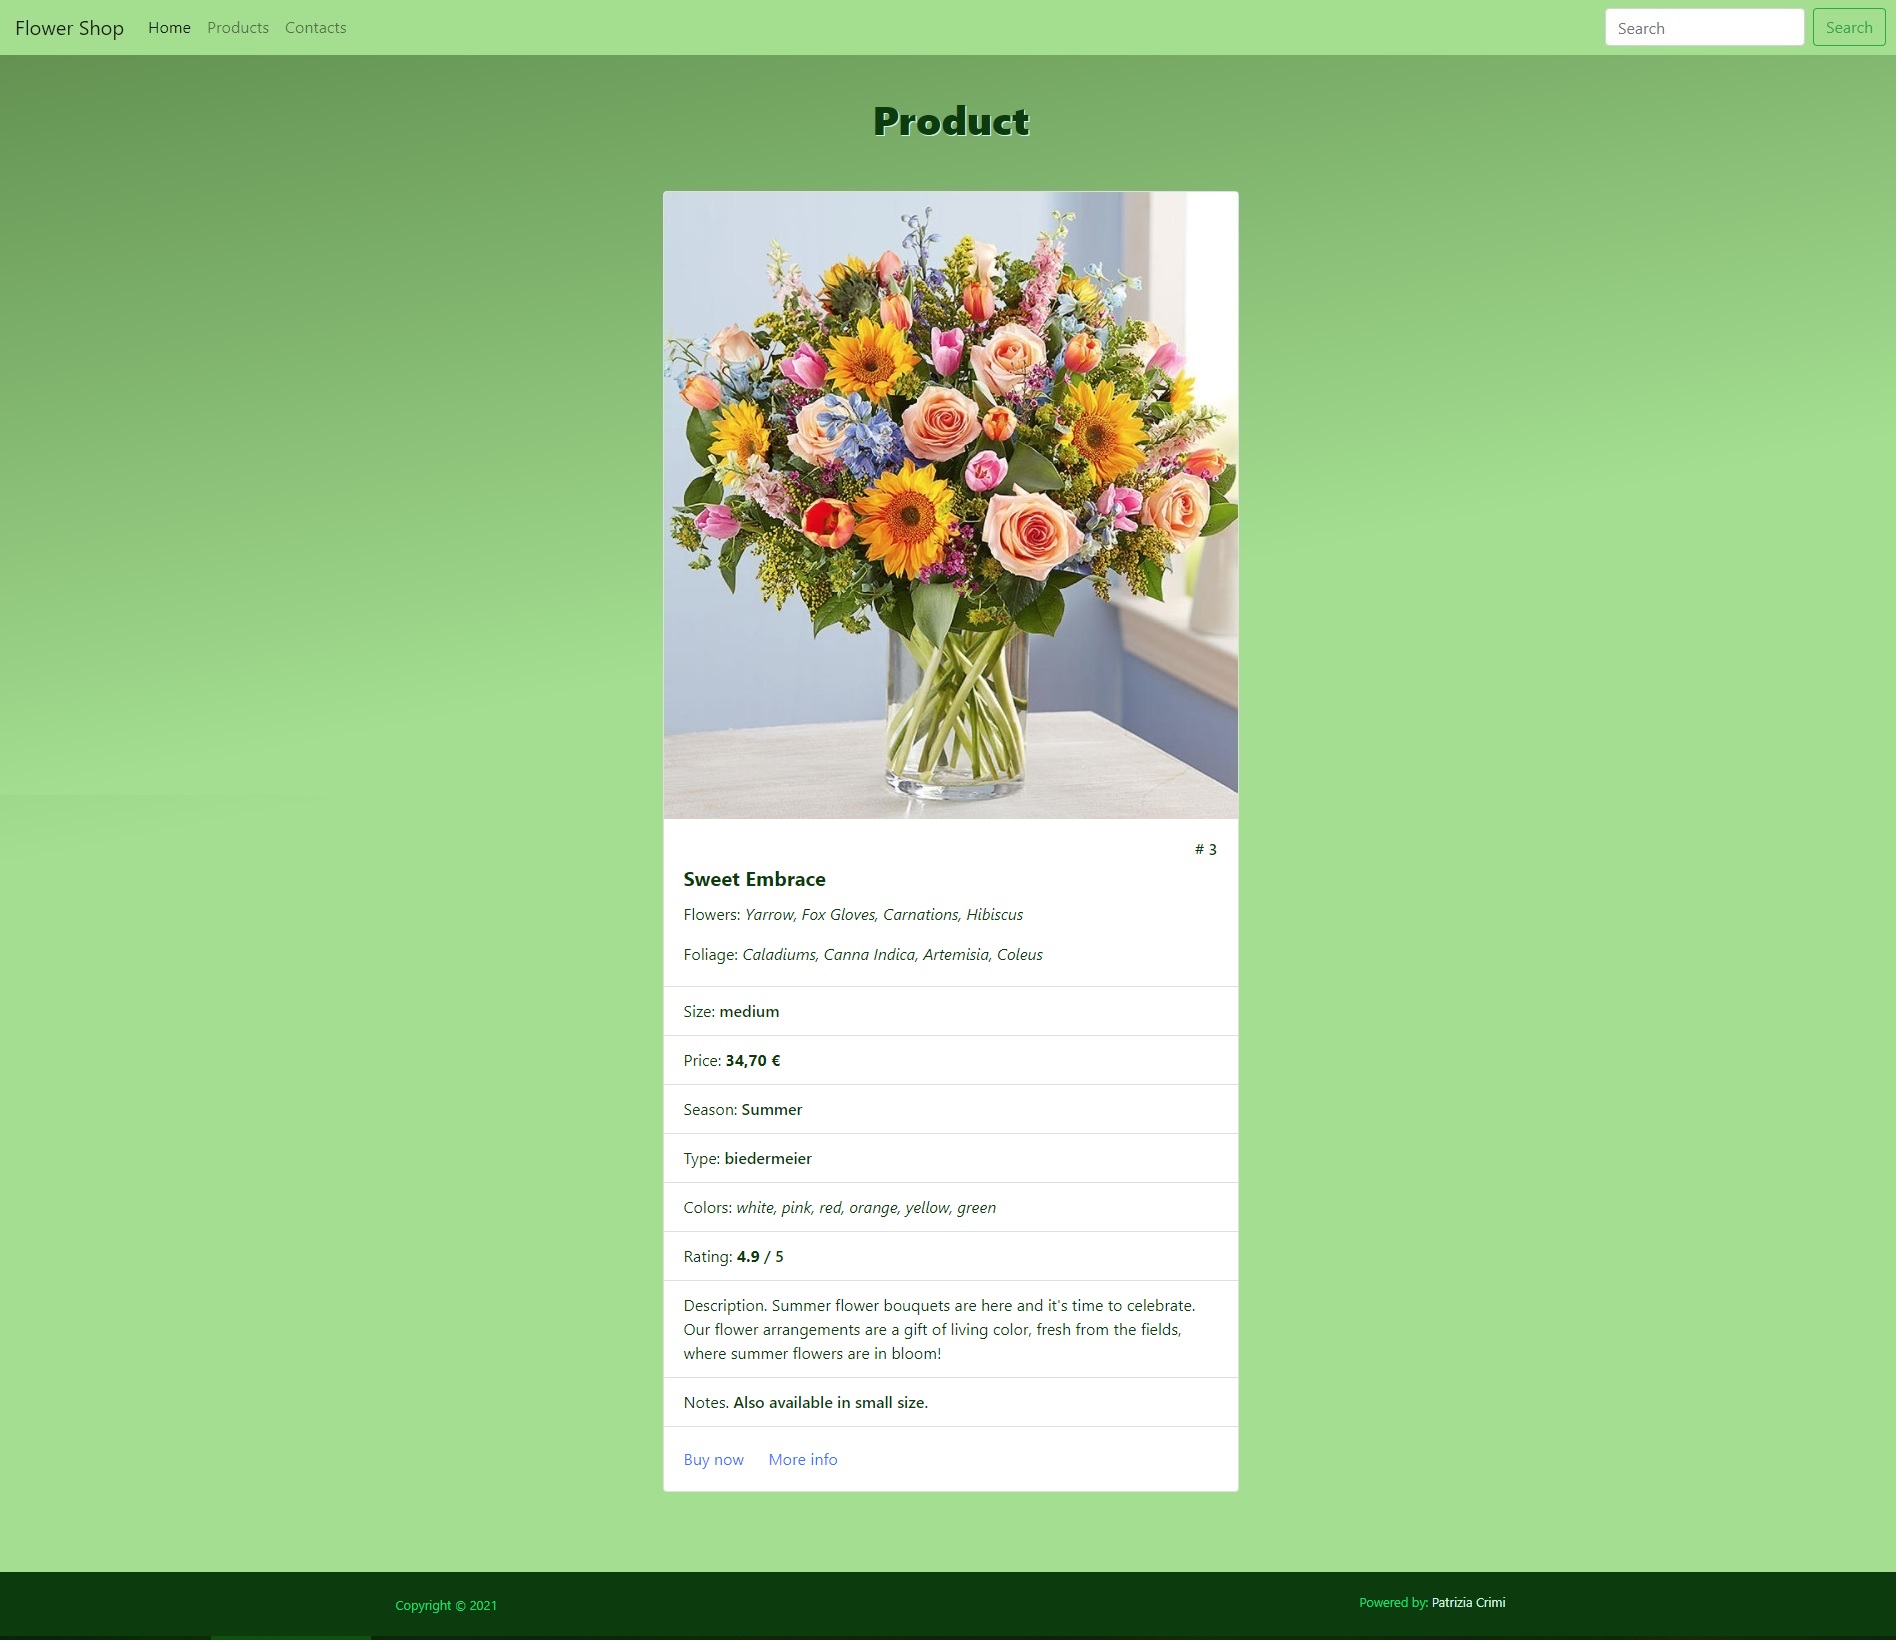 Flower Shop Home Products Contacts Search Search
Product
# 3
Sweet Embrace
Flowers: Yarrow, Fox Gloves, Carnations, Hibiscus
Foliage: Caladiums, Canna Indica, Artemisia, Coleus
Size: medium
Price: 34,70 €
Season: Summer
Type: biedermeier
Colors: white, pink, red, orange, yellow, green
Rating: 4.9 / 5
Description. Summer flower bouquets are here and it's time to celebrate.
Our flower arrangements are a gift of living color, fresh from the fields,
where summer flowers are in bloom!
Notes. Also available in small size.
Buy now More info
Copyright © 2021 Powered by: Patrizia Crimi